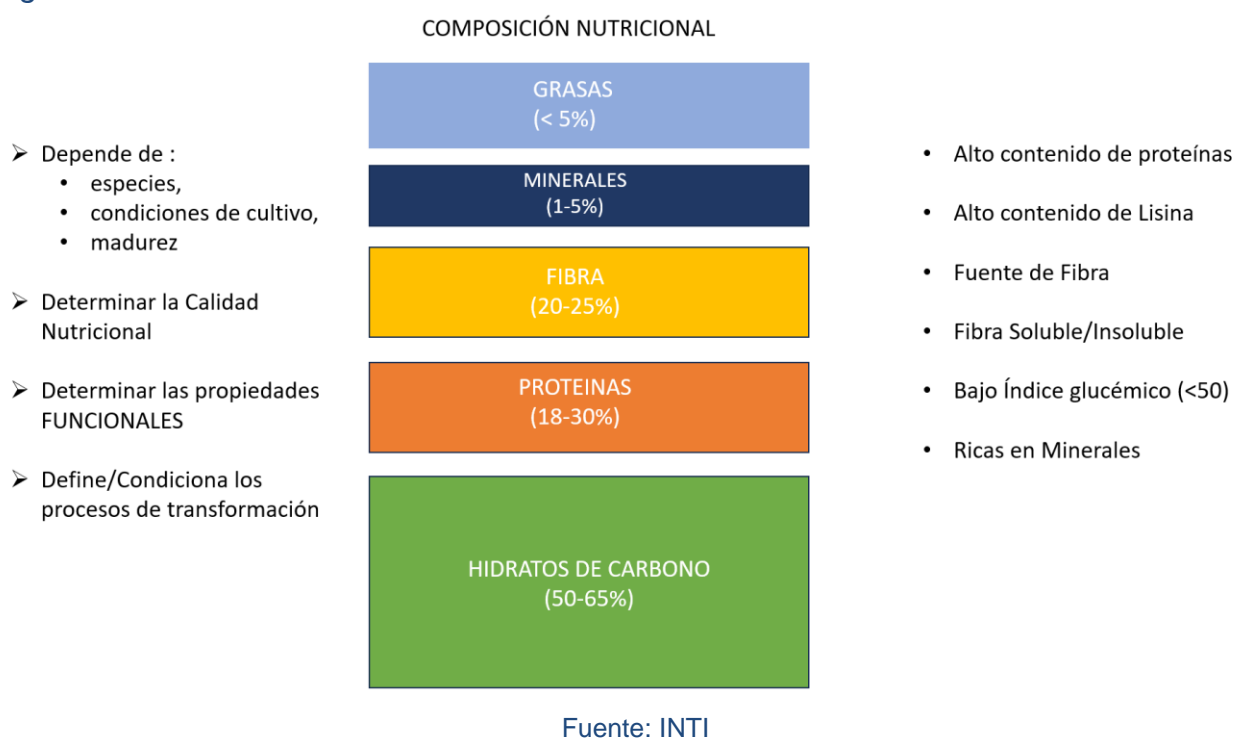 COMPOSICIÓN NUTRICIONAL
➢ Depende de :
• especies,
• condiciones de cultivo,
• madurez
➢ Determinar la Calidad
Nutricional
➢ Determinar las propiedades
FUNCIONALES
➢ Define/Condiciona los
procesos de transformación
GRASAS
(< 5%)
MINERALES
(1-5%)
FIBRA
(20-25%)
PROTEINAS
(18-30%)
HIDRATOS DE CARBONO
(50-65%)
• Alto contenido de proteínas
• Alto contenido de Lisina
• Fuente de Fibra
• Fibra Soluble/Insoluble
• Bajo Índice glucémico (<50)
• Ricas en Minerales
Fuente: INTI